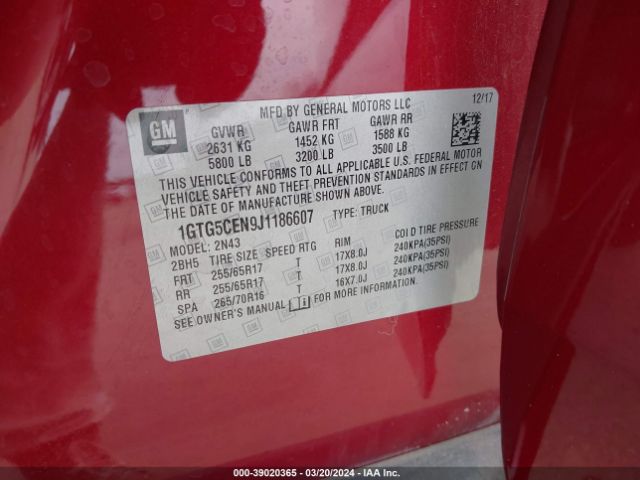 MFD BY GENERAL MOTORS LLC 12/17
GM
GVWR GAWR FRT GAWR RR
2631 KG 1452 KG 1588 KG
5800 LB 3200 LB 3500 LB
THIS VEHICLE CONFORMS TO ALL APPLICABLE U.S. FEDERAL MOTOR
VEHICLE SAFETY AND THEFT PREVENTION STANDARDS IN EFFECT ON
THE DATE OF MANUFACTURE SHOWN ABOVE.
1GTG5CEN9J1186607 TYPE: TRUCK
MODEL: 2N43
2BH5 TIRE SIZE SPEED RTG RIM COLD TIRE PRESSURE
FRT 255/65R17 T 17X8.0J 240KPA(35PSI)
RR 255/65R17 T 17X8.0J 240KPA(35PSI)
SPA 265/70R16 T 16X7.0J 240KPA(35PSI)
SEE OWNER'S MANUAL FOR MORE INFORMATION
© 39020365 - 03/20/2024 - IAA Inc.